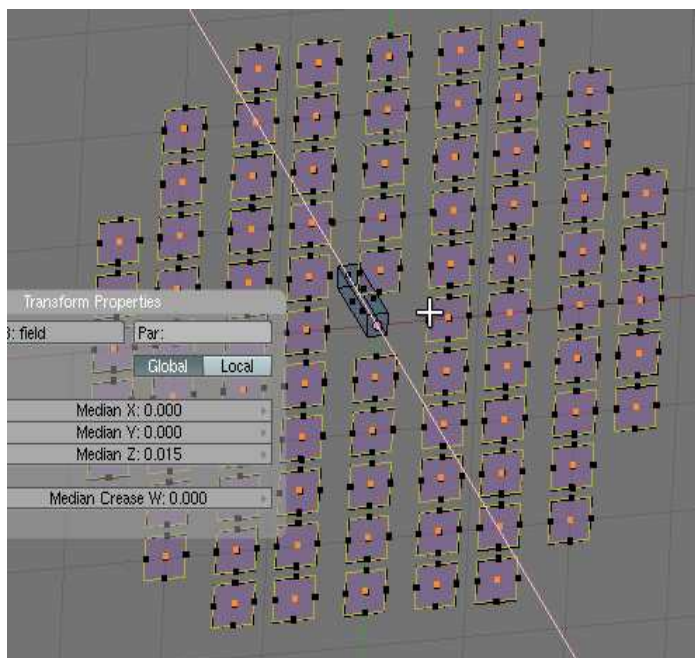 Transform Properties
: field Par:
Global Local
Median X: 0.000
Median Y: 0.000
Median Z: 0.015
Median Crease W: 0.000